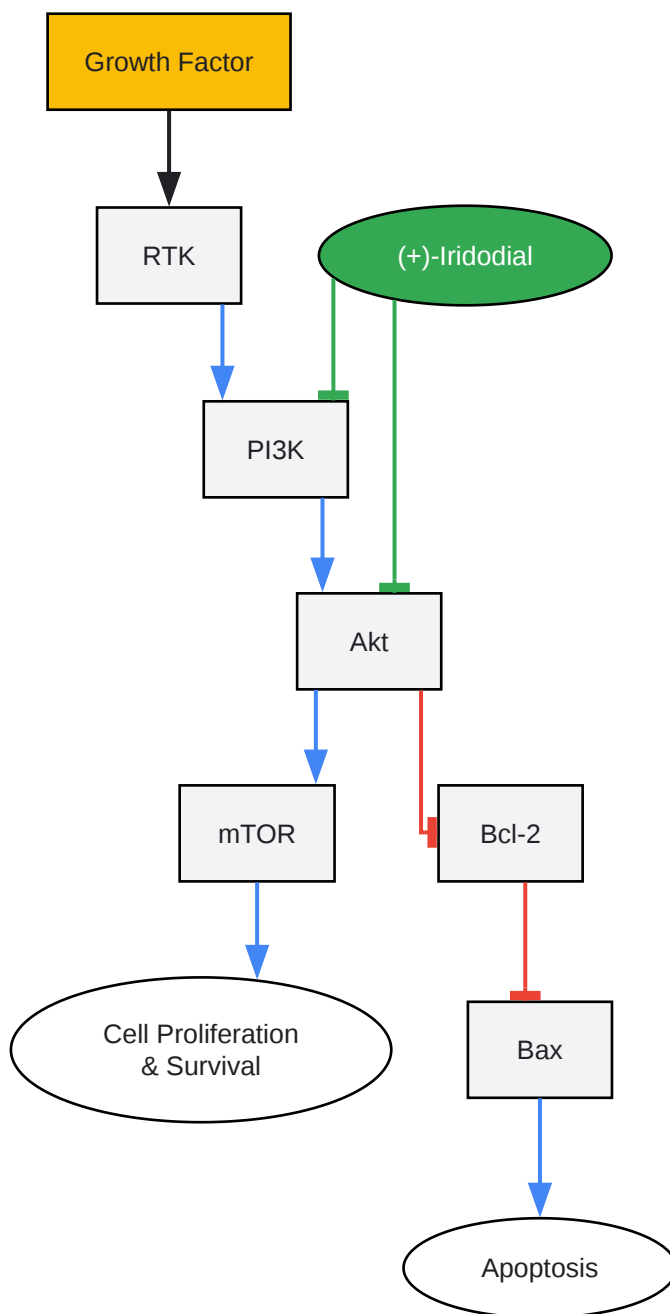 Growth Factor
RTK
(+)-Iridodial
PI3K
Akt
mTOR
Bcl-2
Cell Proliferation
& Survival
Bax
Apoptosis